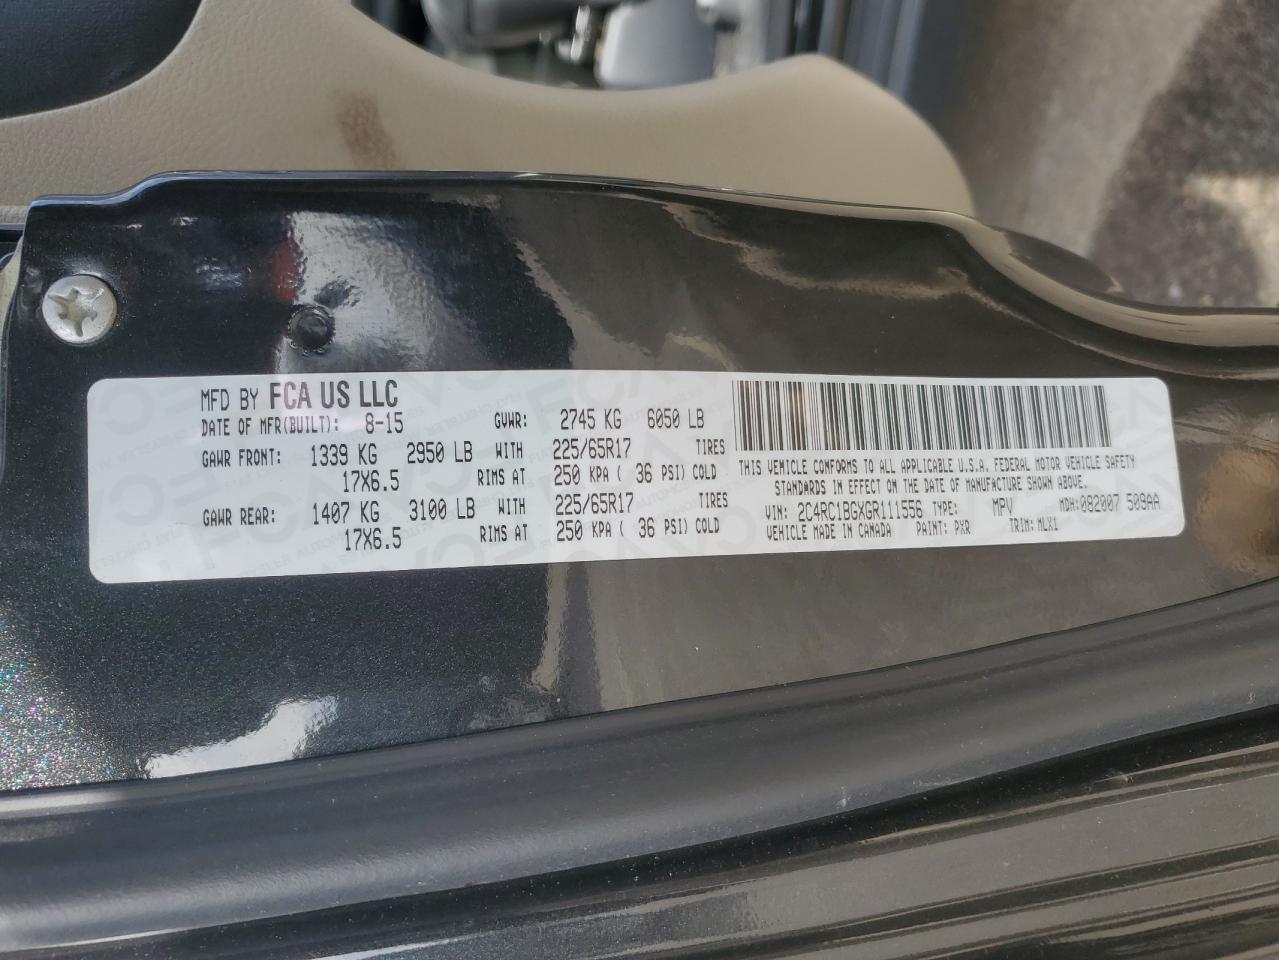 MFD BY FCA US LLC
DATE OF MFR(BUILT): 8-15 GVWR: 2745 KG 6050 LB
GAWR FRONT: 1339 KG 2950 LB WITH 225/65R17 TIRES
17X6.5 RIMS AT 250 KPA ( 36 PSI) COLD
GAWR REAR: 1407 KG 3100 LB WITH 225/65R17 TIRES
17X6.5 RIMS AT 250 KPA ( 36 PSI) COLD
THIS VEHICLE CONFORMS TO ALL APPLICABLE U.S.A. FEDERAL MOTOR VEHICLE SAFETY
STANDARDS IN EFFECT ON THE DATE OF MANUFACTURE SHOWN ABOVE.
VIN: 2C4RC1BGXGR111556 TYPE: MPV MDH: 082007 509AA
VEHICLE MADE IN CANADA PAINT: PXR TRIM: MLX1